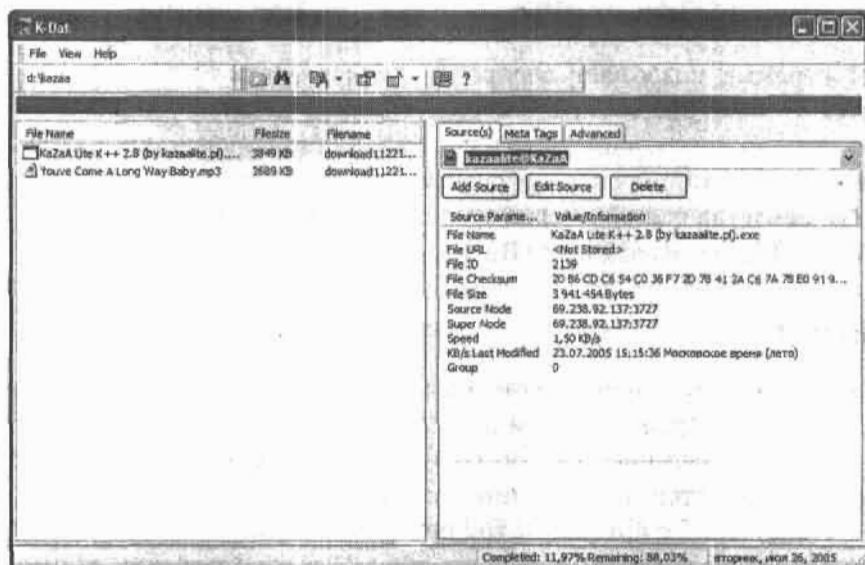 K-Dat
File View Help
d:\kazaa
File Name Filesize Filename
KaZaA Lite K++ 2.8 (by kazaalite.pl).... 3849 KB download11221...
Youve Come A Long Way Baby.mp3 2689 KB download11221...
Source(s) Meta Tags Advanced
kazaalite@KaZaA
Add Source Edit Source Delete
Source Parame... Value/Information
File Name KaZaA Lite K++ 2.8 (by kazaalite.pl).exe
File URL <Not Stored>
File ID 2139
File Checksum 20 B6 CD C6 54 C0 36 F7 2D 78 41 2A C6 7A 78 E0 91 9...
File Size 3 941 454 Bytes
Source Node 69.238.92.137:3727
Super Node 69.238.92.137:3727
Speed 1,50 KB/s
KB/s Last Modified 23.07.2005 15:15:36 Московское время (лето)
Group 0
Completed: 11,97% Remaining: 88,03% вторник, июл 26, 2005